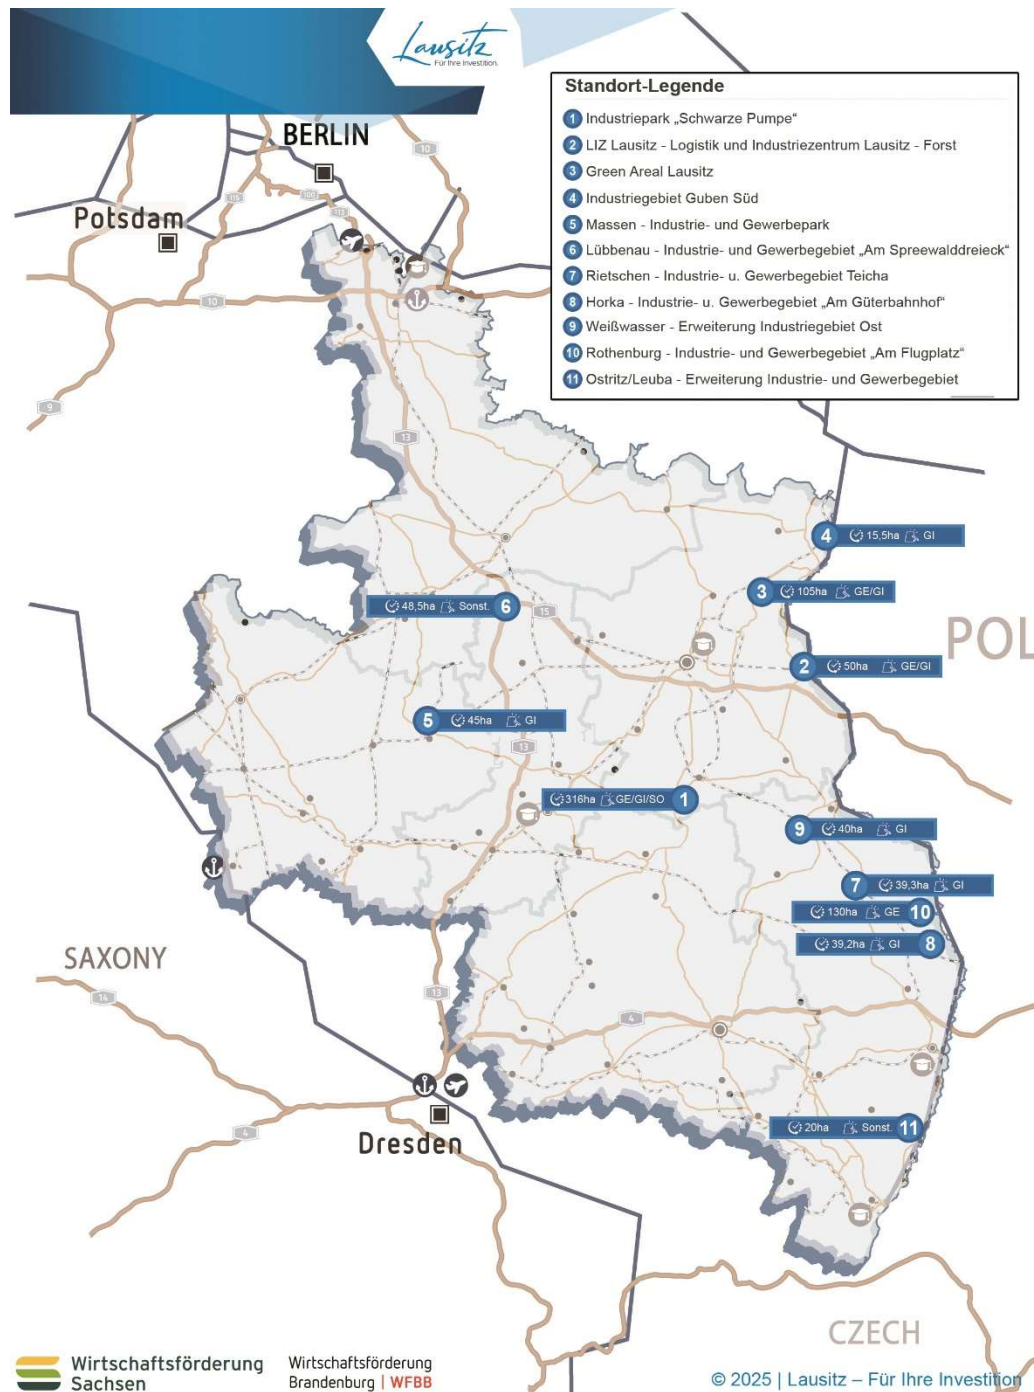 Lausitz
Für Ihre Investition.
Standort-Legende
1 Industriepark „Schwarze Pumpe“
2 LIZ Lausitz - Logistik und Industriezentrum Lausitz - Forst
3 Green Areal Lausitz
4 Industriegebiet Guben Süd
5 Massen - Industrie- und Gewerbepark
6 Lübbenau - Industrie- und Gewerbegebiet „Am Spreewalddreieck“
7 Rietschen - Industrie- u. Gewerbegebiet Teicha
8 Horka - Industrie- u. Gewerbegebiet „Am Güterbahnhof“
9 Weißwasser - Erweiterung Industriegebiet Ost
10 Rothenburg - Industrie- und Gewerbegebiet „Am Flugplatz“
11 Ostritz/Leuba - Erweiterung Industrie- und Gewerbegebiet
BERLIN
10
115
100
113
Potsdam
10
9
13
4 15,5ha GI
3 105ha GE/GI
48,5ha Sonst. 6
15
POL
2 50ha GE/GI
5 45ha GI
13
316ha GE/GI/SO 1
9 40ha GI
7 39,3ha GI
130ha GE 10
39,2ha GI 8
SAXONY
14
13
4
Dresden
4
20ha Sonst. 11
CZECH
Wirtschaftsförderung
Sachsen
Wirtschaftsförderung
Brandenburg | WFBB
© 2025 | Lausitz – Für Ihre Investition